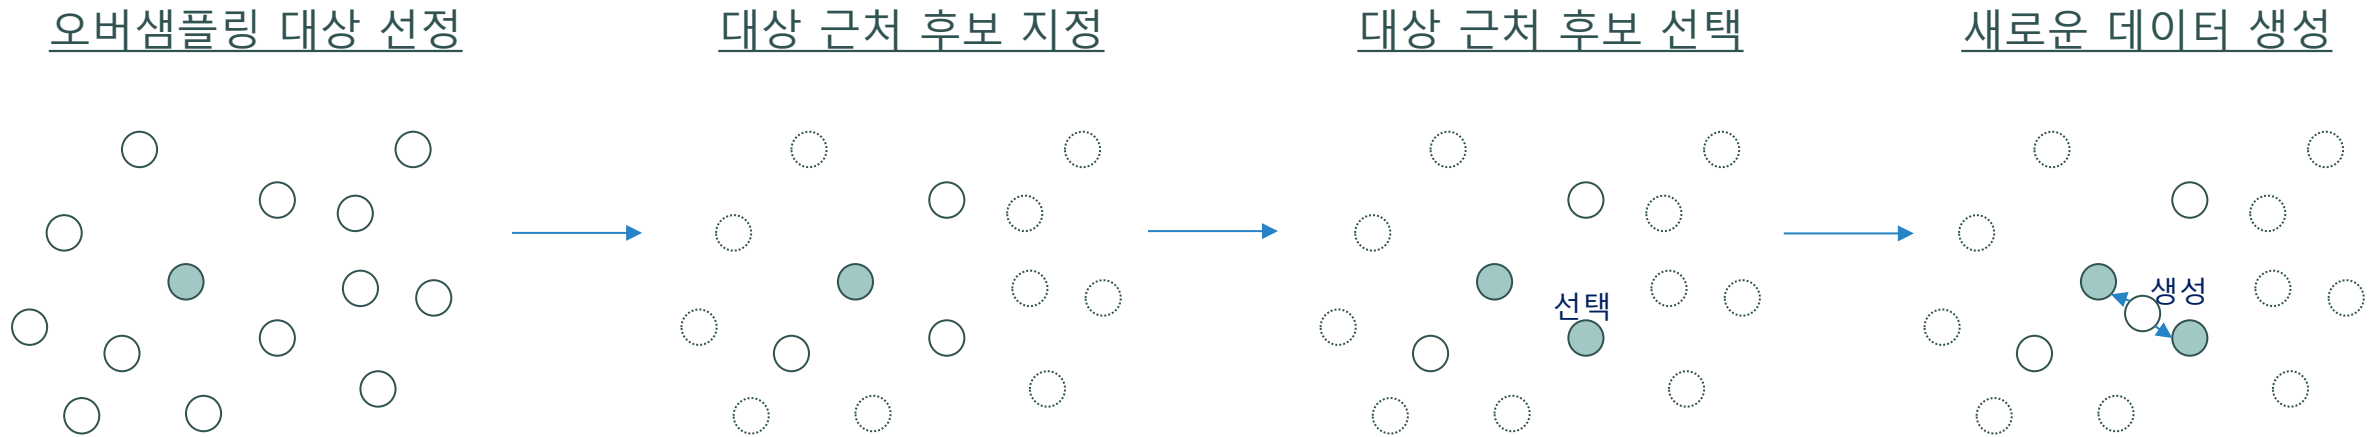 오버샘플링 대상 선정
대상 근처 후보 지정
대상 근처 후보 선택
새로운 데이터 생성
선택
생성